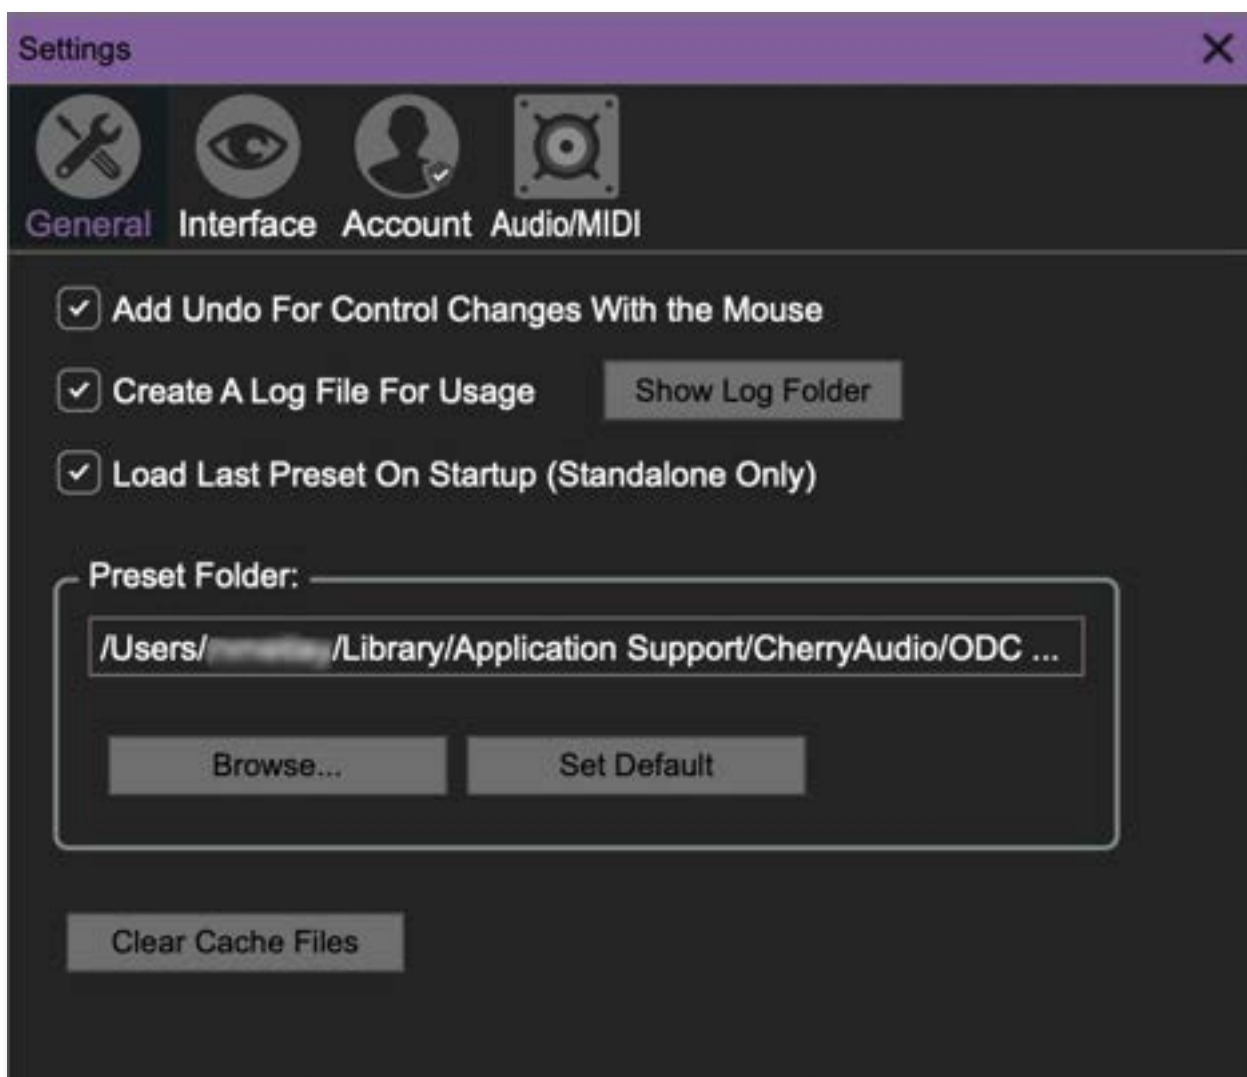 Settings
General Interface Account Audio/MIDI
Add Undo For Control Changes With the Mouse
Create A Log File For Usage Show Log Folder
Load Last Preset On Startup (Standalone Only)
Preset Folder:
/Users/ /Library/Application Support/CherryAudio/ODC ...
Browse... Set Default
Clear Cache Files